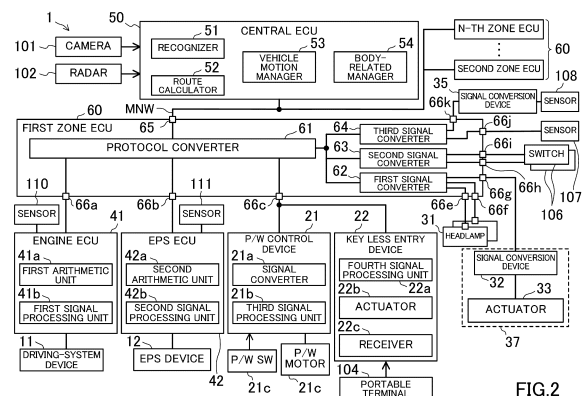 1
50
CENTRAL ECU
51
RECOGNIZER
52
ROUTE CALCULATOR
53
VEHICLE MOTION MANAGER
54
BODY-RELATED MANAGER
101
CAMERA
102
RADAR
N-TH ZONE ECU
60
SECOND ZONE ECU
MNW
35
SIGNAL CONVERSION DEVICE
108
SENSOR
60
FIRST ZONE ECU
65
61
PROTOCOL CONVERTER
64
THIRD SIGNAL CONVERTER
63
SECOND SIGNAL CONVERTER
62
FIRST SIGNAL CONVERTER
66k
66j
SENSOR
66i
SWITCH
66h
107
106
66g
66f
66e
66a
66b
66c
110
SENSOR
111
SENSOR
31
HEADLAMP
41
ENGINE ECU
41a
FIRST ARITHMETIC UNIT
41b
FIRST SIGNAL PROCESSING UNIT
EPS ECU
42a
SECOND ARITHMETIC UNIT
42b
SECOND SIGNAL PROCESSING UNIT
42
21
P/W CONTROL DEVICE
21a
SIGNAL CONVERTER
21b
THIRD SIGNAL PROCESSING UNIT
22
KEY LESS ENTRY DEVICE
FOURTH SIGNAL PROCESSING UNIT
22a
22b
ACTUATOR
22c
RECEIVER
SIGNAL CONVERSION DEVICE
32
33
ACTUATOR
37
11
DRIVING-SYSTEM DEVICE
12
EPS DEVICE
P/W SW
21c
P/W MOTOR
21c
104
PORTABLE TERMINAL
FIG.2